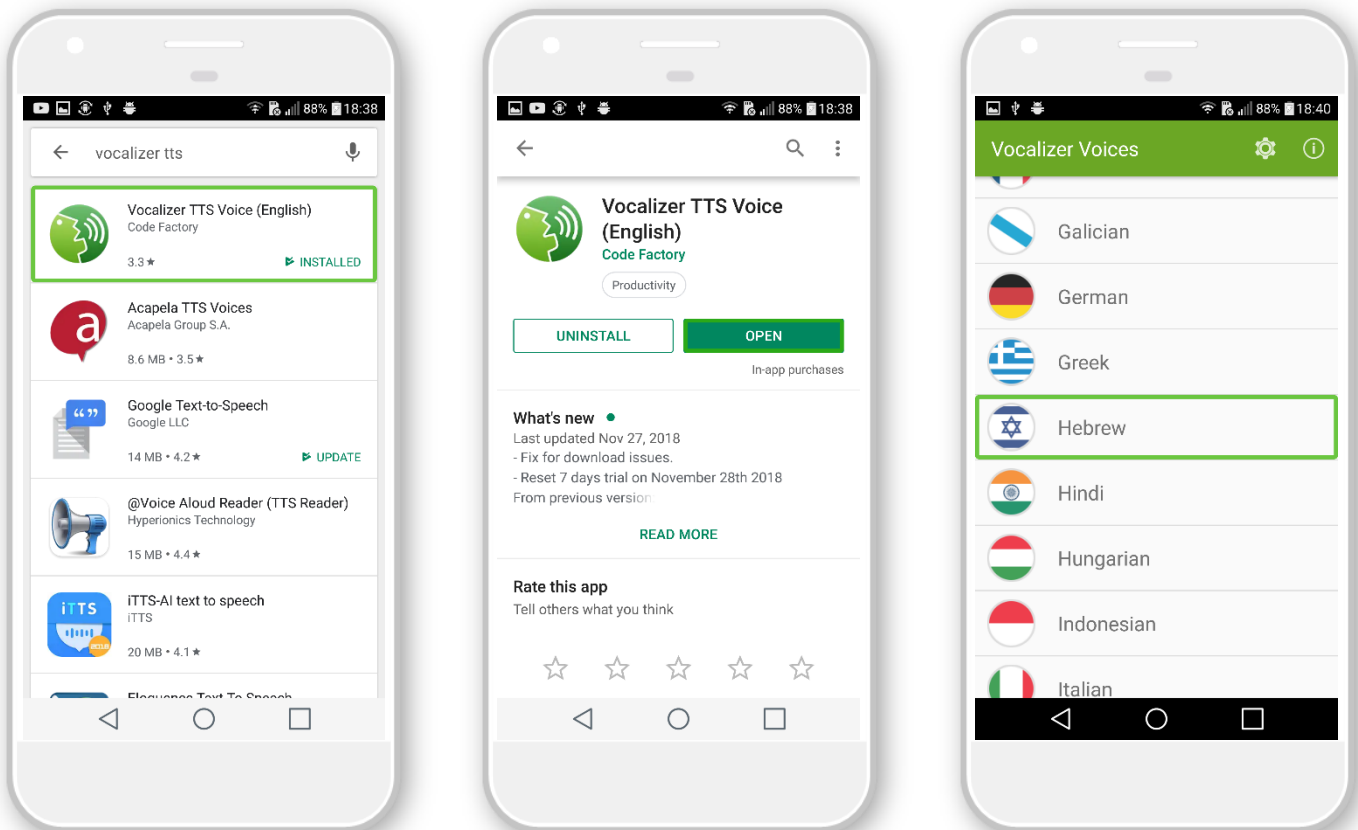 88% 18:38
vocalizer tts
Vocalizer TTS Voice (English)
Code Factory
3.3★ INSTALLED
a
Acapela TTS Voices
Acapela Group S.A.
8.6 MB • 3.5★
Google Text-to-Speech
Google LLC
14 MB • 4.2★ UPDATE
@Voice Aloud Reader (TTS Reader)
Hyperionics Technology
15 MB • 4.4★
iTTS
iTTS-AI text to speech
iTTS
20 MB • 4.1★
88% 18:38
Vocalizer TTS Voice
(English)
Code Factory
Productivity
UNINSTALL OPEN
In-app purchases
What's new
Last updated Nov 27, 2018
- Fix for download issues.
- Reset 7 days trial on November 28th 2018
From previous version
READ MORE
Rate this app
Tell others what you think
88% 18:40
Vocalizer Voices
Galician
German
Greek
Hebrew
Hindi
Hungarian
Indonesian
Italian